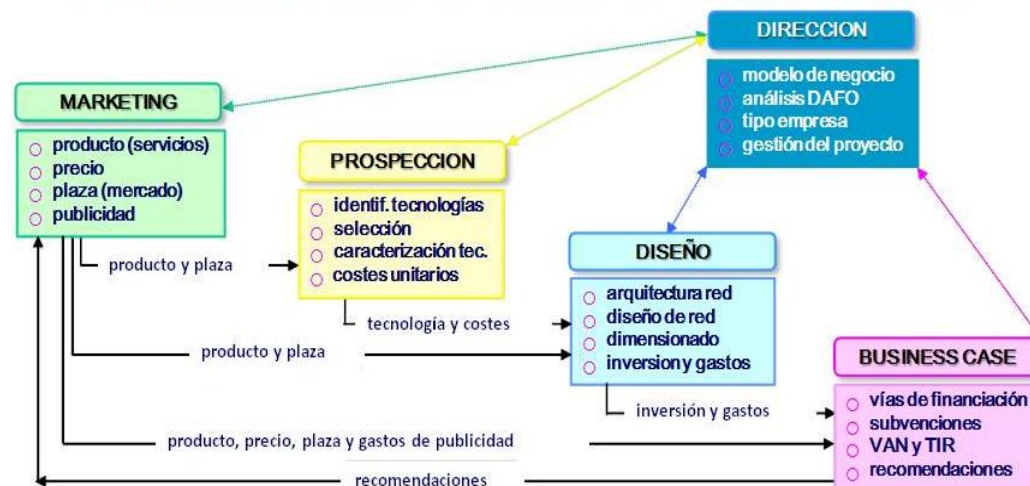 DIRECCION
modelo de negocio
análisis DAFO
tipo empresa
gestión del proyecto
MARKETING
producto (servicios)
precio
plaza (mercado)
publicidad
PROSPECCION
identif. tecnologías
selección
caracterización tec.
costes unitarios
producto y plaza
DISEÑO
arquitectura red
diseño de red
dimensionado
inversion y gastos
tecnología y costes
producto y plaza
BUSINESS CASE
vías de financiación
subvenciones
VAN y TIR
recomendaciones
inversión y gastos
producto, precio, plaza y gastos de publicidad
recomendaciones